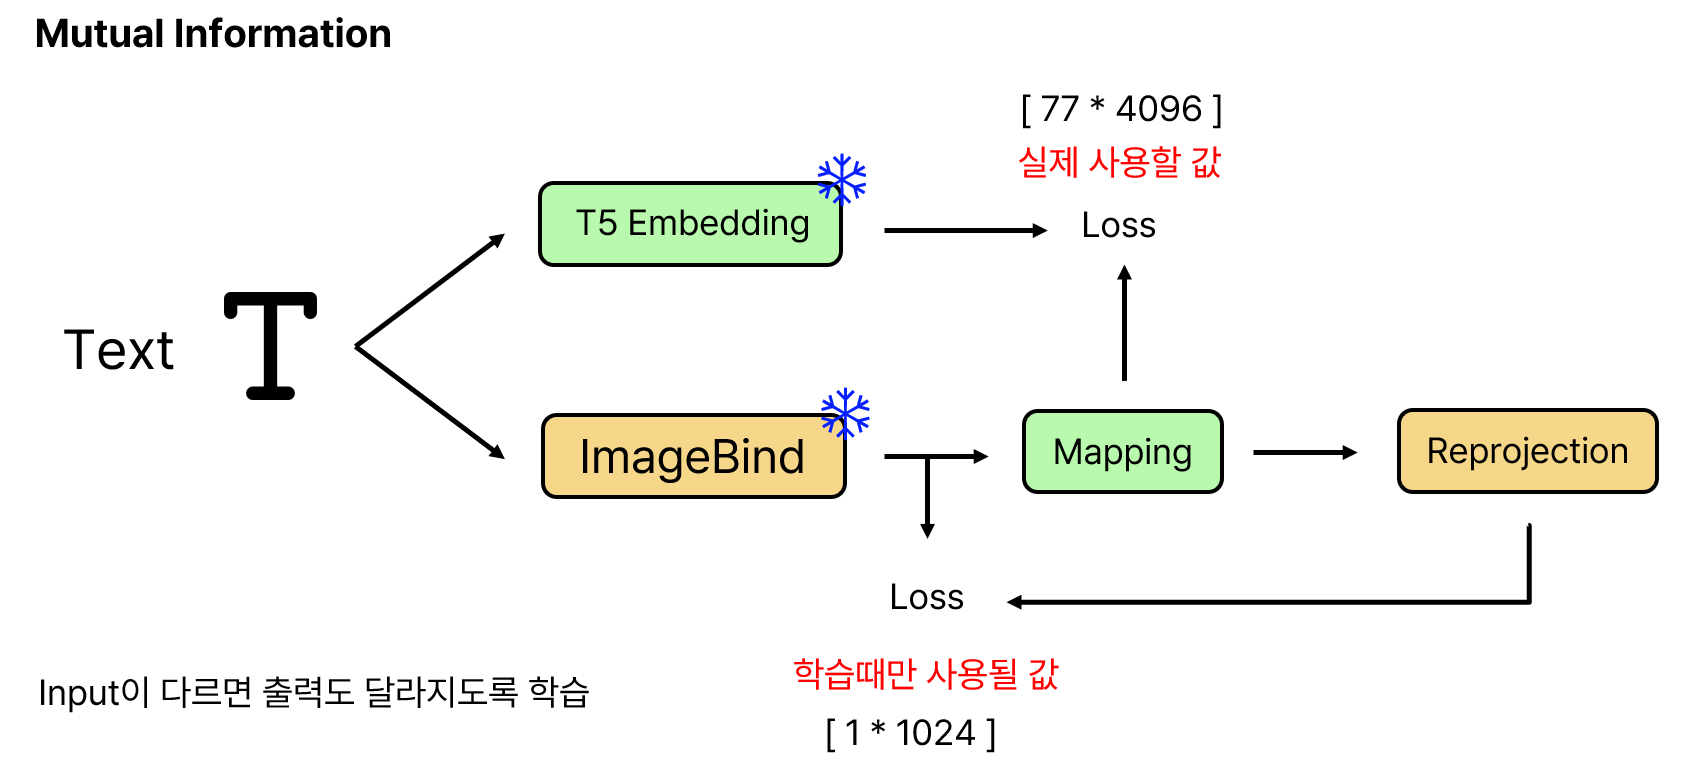 Mutual Information
[ 77 * 4096 ]
실제 사용할 값
T5 Embedding
Loss
Text
T
ImageBind
Mapping
Reprojection
Loss
학습때만 사용될 값
Input이 다르면 출력도 달라지도록 학습
[ 1 * 1024 ]